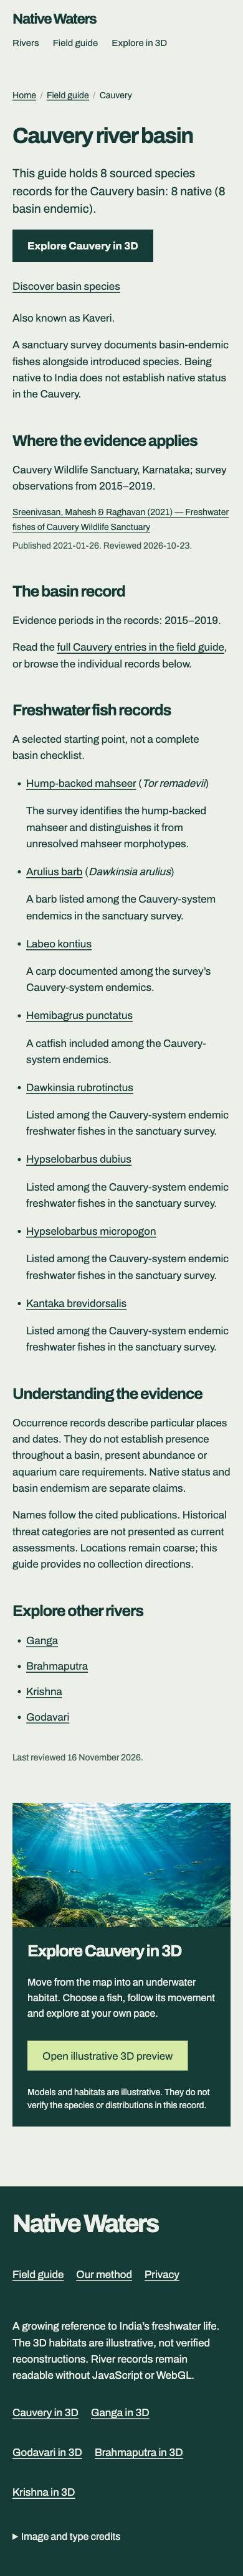 Native Waters
Rivers Field guide Explore in 3D
Home / Field guide / Cauvery
Cauvery river basin
This guide holds 8 sourced species
records for the Cauvery basin: 8 native (8
basin endemic).
Explore Cauvery in 3D
Discover basin species
Also known as Kaveri.
A sanctuary survey documents basin-endemic
fishes alongside introduced species. Being
native to India does not establish native status
in the Cauvery.
Where the evidence applies
Cauvery Wildlife Sanctuary, Karnataka; survey
observations from 2015–2019.
Sreenivasan, Mahesh & Raghavan (2021) — Freshwater
fishes of Cauvery Wildlife Sanctuary
Published 2021-01-26. Reviewed 2026-10-23.
The basin record
Evidence periods in the records: 2015–2019.
Read the full Cauvery entries in the field guide,
or browse the individual records below.
Freshwater fish records
A selected starting point, not a complete
basin checklist.
• Hump-backed mahseer (Tor remadevii)
The survey identifies the hump-backed
mahseer and distinguishes it from
unresolved mahseer morphotypes.
• Arulius barb (Dawkinsia arulius)
A barb listed among the Cauvery-system
endemics in the sanctuary survey.
• Labeo kontius
A carp documented among the survey's
Cauvery-system endemics.
• Hemibagrus punctatus
A catfish included among the Cauvery-
system endemics.
• Dawkinsia rubrotinctus
Listed among the Cauvery-system endemic
freshwater fishes in the sanctuary survey.
• Hypselobarbus dubius
Listed among the Cauvery-system endemic
freshwater fishes in the sanctuary survey.
• Hypselobarbus micropogon
Listed among the Cauvery-system endemic
freshwater fishes in the sanctuary survey.
• Kantaka brevidorsalis
Listed among the Cauvery-system endemic
freshwater fishes in the sanctuary survey.
Understanding the evidence
Occurrence records describe particular places
and dates. They do not establish presence
throughout a basin, present abundance or
aquarium care requirements. Native status and
basin endemism are separate claims.
Names follow the cited publications. Historical
threat categories are not presented as current
assessments. Locations remain coarse; this
guide provides no collection directions.
Explore other rivers
• Ganga
• Brahmaputra
• Krishna
• Godavari
Last reviewed 16 November 2026.
Explore Cauvery in 3D
Move from the map into an underwater
habitat. Choose a fish, follow its movement
and explore at your own pace.
Open illustrative 3D preview
Models and habitats are illustrative. They do not
verify the species or distributions in this record.
Native Waters
Field guide Our method Privacy
A growing reference to India's freshwater life.
The 3D habitats are illustrative, not verified
reconstructions. River records remain
readable without JavaScript or WebGL.
Cauvery in 3D Ganga in 3D
Godavari in 3D Brahmaputra in 3D
Krishna in 3D
▶ Image and type credits